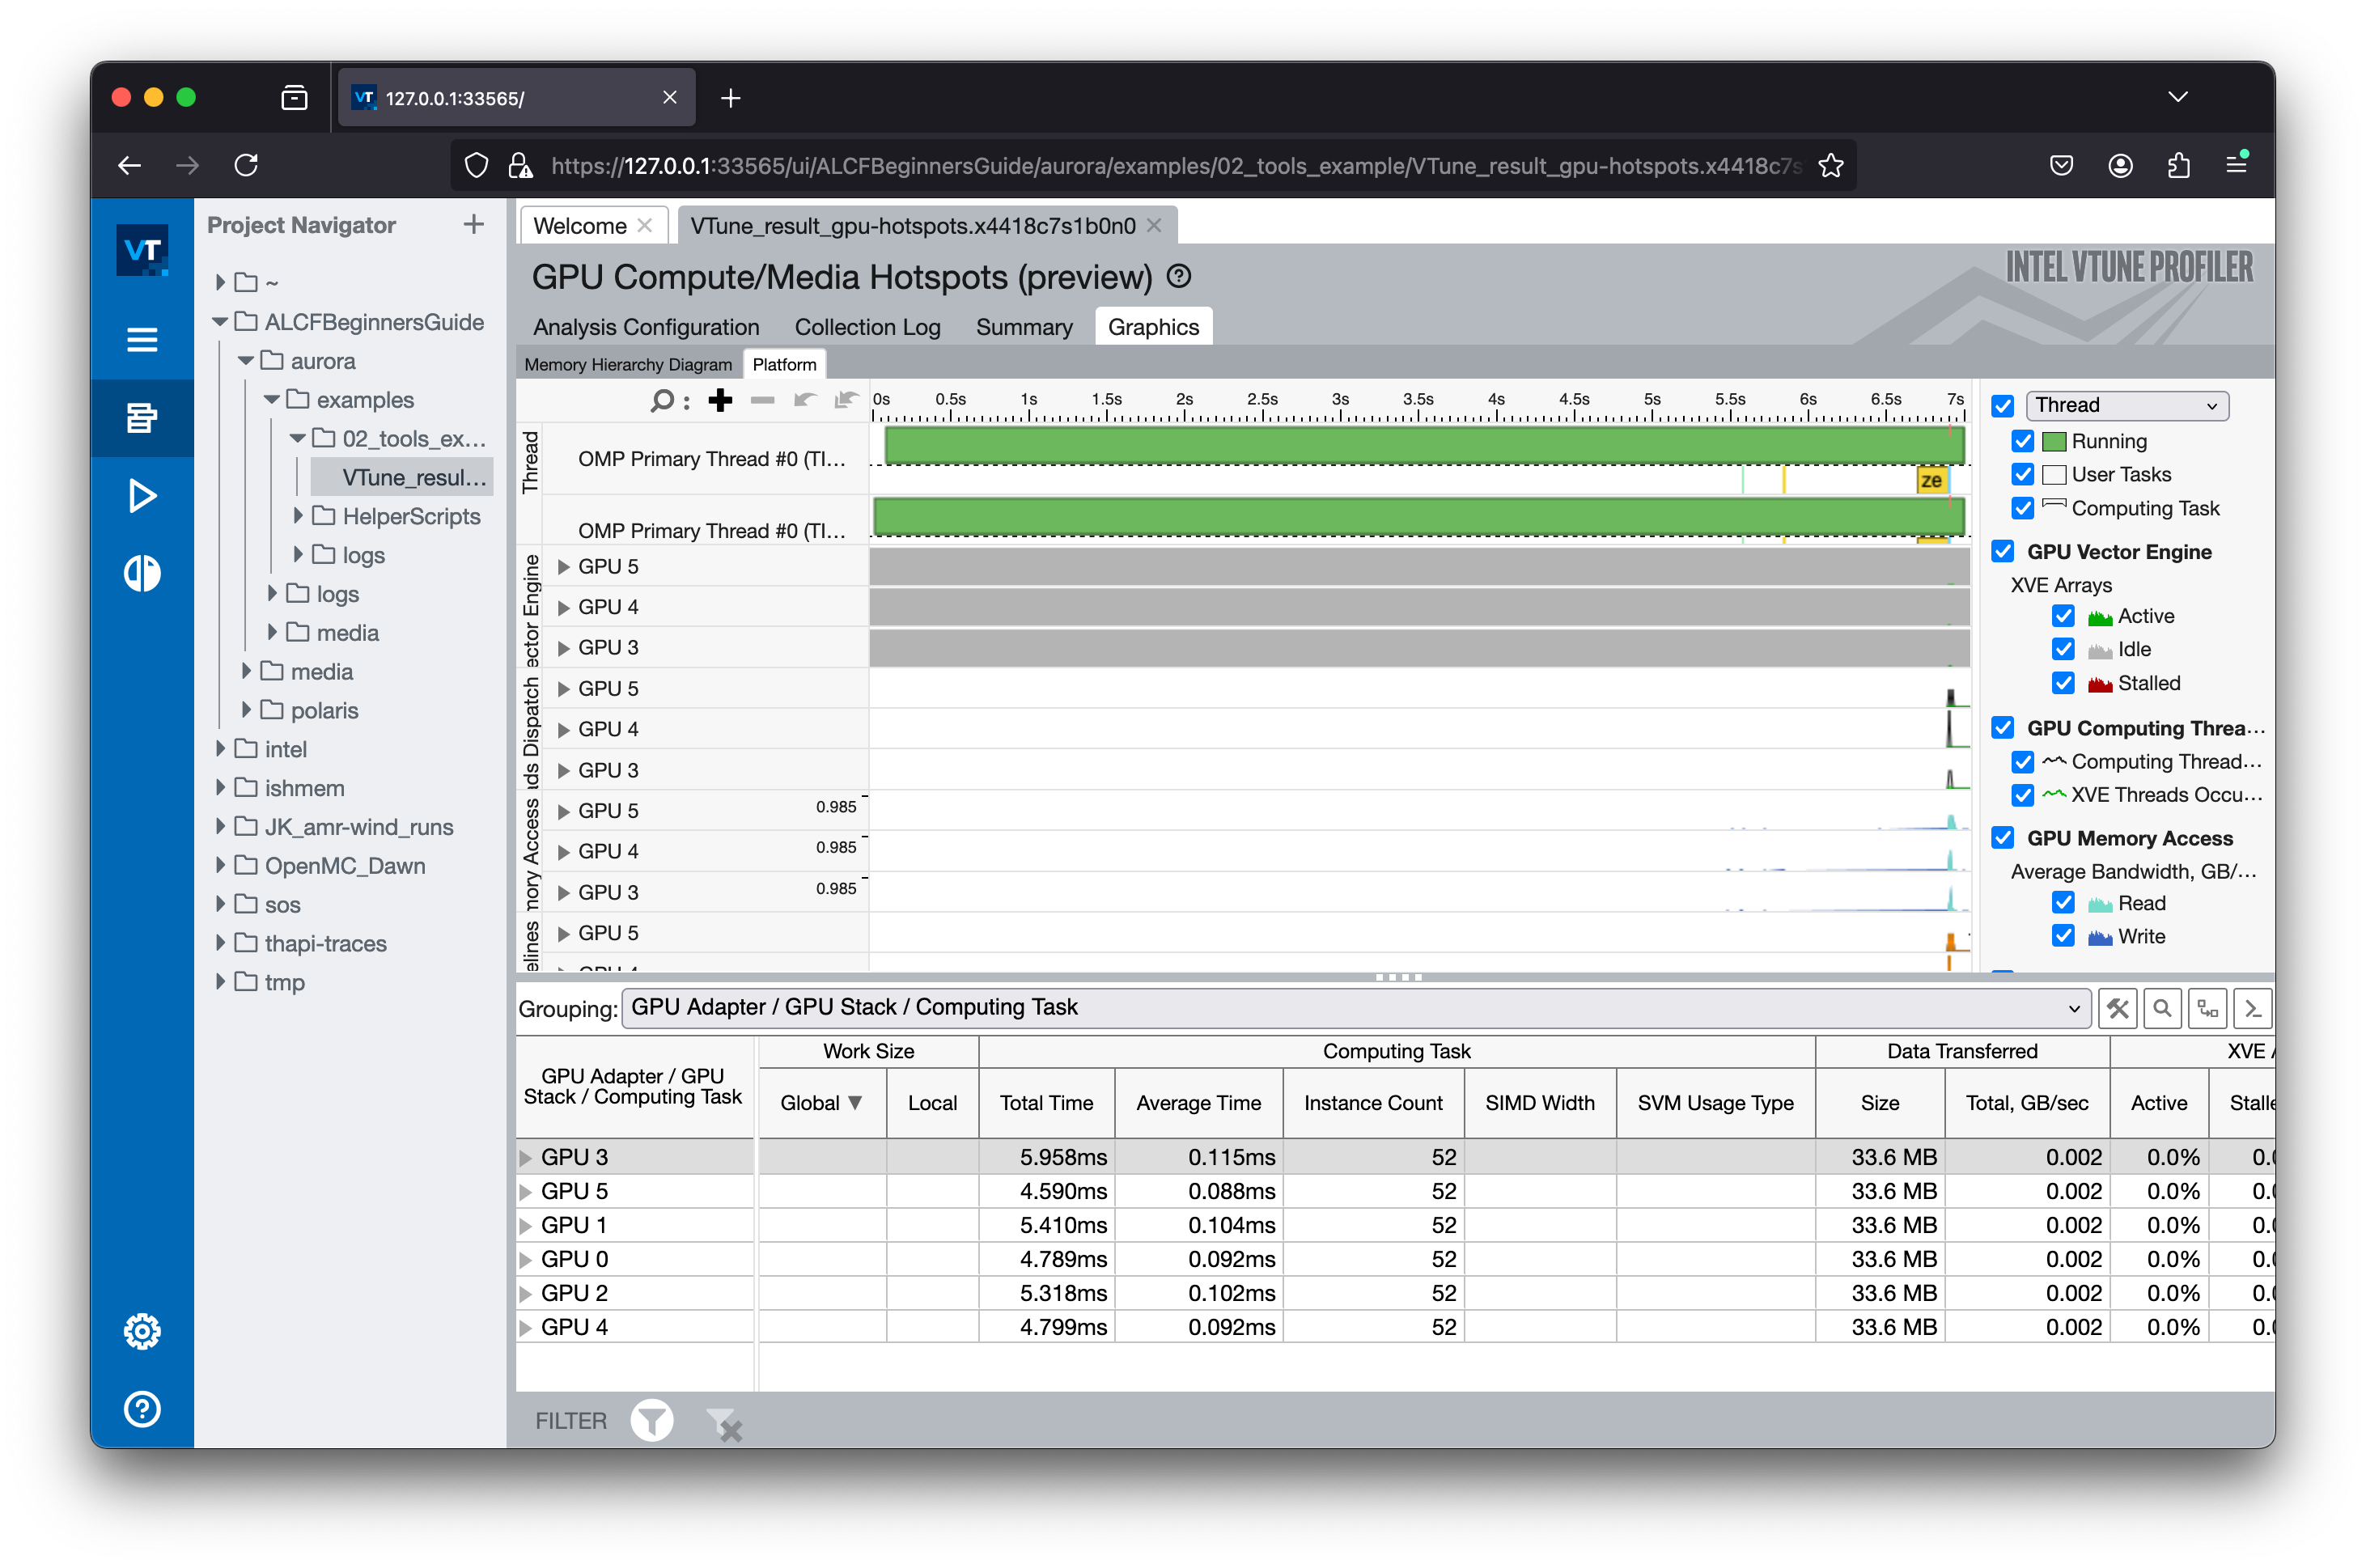 VT 127.0.0.1:33565/
https://127.0.0.1:33565/ui/ALCFBeginnersGuide/aurora/examples/02_tools_example/VTune_result_gpu-hotspots.x4418c7s
VT
Project Navigator
~
ALCFBeginnersGuide
aurora
examples
02_tools_ex...
VTune_resul...
HelperScripts
logs
logs
media
media
polaris
intel
ishmem
JK_amr-wind_runs
OpenMC_Dawn
sos
thapi-traces
tmp
Welcome
VTune_result_gpu-hotspots.x4418c7s1b0n0
GPU Compute/Media Hotspots (preview)
INTEL VTUNE PROFILER
Analysis Configuration Collection Log Summary Graphics
Memory Hierarchy Diagram Platform
0s 0.5s 1s 1.5s 2s 2.5s 3s 3.5s 4s 4.5s 5s 5.5s 6s 6.5s 7s
Thread
OMP Primary Thread #0 (TI...
ze
OMP Primary Thread #0 (TI...
ector Engine
GPU 5
GPU 4
GPU 3
ads Dispatch
GPU 5
GPU 4
GPU 3
mory Access
GPU 5 0.985
GPU 4 0.985
GPU 3 0.985
elines
GPU 5
Thread
Running
User Tasks
Computing Task
GPU Vector Engine
XVE Arrays
Active
Idle
Stalled
GPU Computing Threa...
Computing Thread...
XVE Threads Occu...
GPU Memory Access
Average Bandwidth, GB/...
Read
Write
Grouping: GPU Adapter / GPU Stack / Computing Task
GPU Adapter / GPU Stack / Computing Task
Work Size Computing Task Data Transferred XVE
Global Local Total Time Average Time Instance Count SIMD Width SVM Usage Type Size Total, GB/sec Active Stalle
GPU 3 5.958ms 0.115ms 52 33.6 MB 0.002 0.0% 0.0
GPU 5 4.590ms 0.088ms 52 33.6 MB 0.002 0.0% 0.0
GPU 1 5.410ms 0.104ms 52 33.6 MB 0.002 0.0% 0.0
GPU 0 4.789ms 0.092ms 52 33.6 MB 0.002 0.0% 0.0
GPU 2 5.318ms 0.102ms 52 33.6 MB 0.002 0.0% 0.0
GPU 4 4.799ms 0.092ms 52 33.6 MB 0.002 0.0% 0.0
FILTER